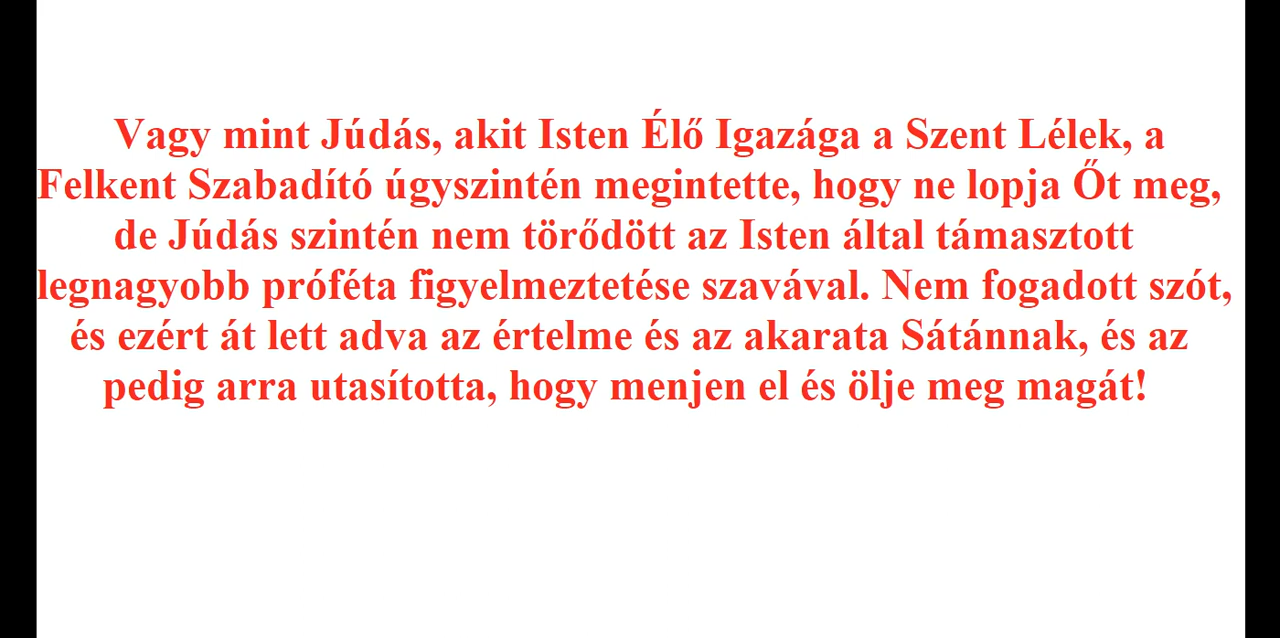 Vagy mint Júdás, akit Isten Élő Igazága a Szent Lélek, a
Felkent Szabadító úgyszintén megintette, hogy ne lopja Őt meg,
de Júdás szintén nem törődött az Isten által támasztott
legnagyobb próféta figyelmeztetése szavával. Nem fogadott szót,
és ezért át lett adva az értelme és az akarata Sátánnak, és az
pedig arra utasította, hogy menjen el és ölje meg magát!